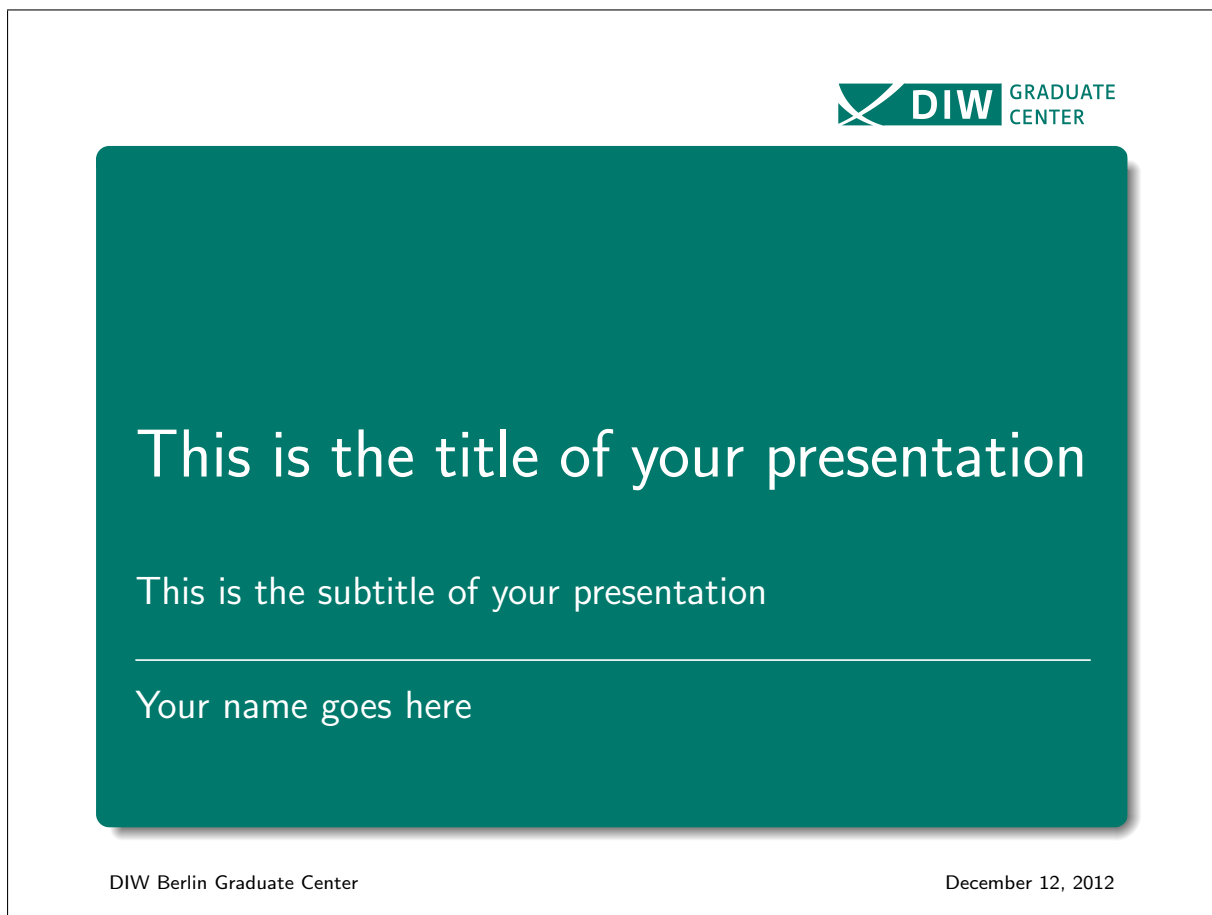 DIW GRADUATE
CENTER
This is the title of your presentation
This is the subtitle of your presentation
Your name goes here
DIW Berlin Graduate Center December 12, 2012